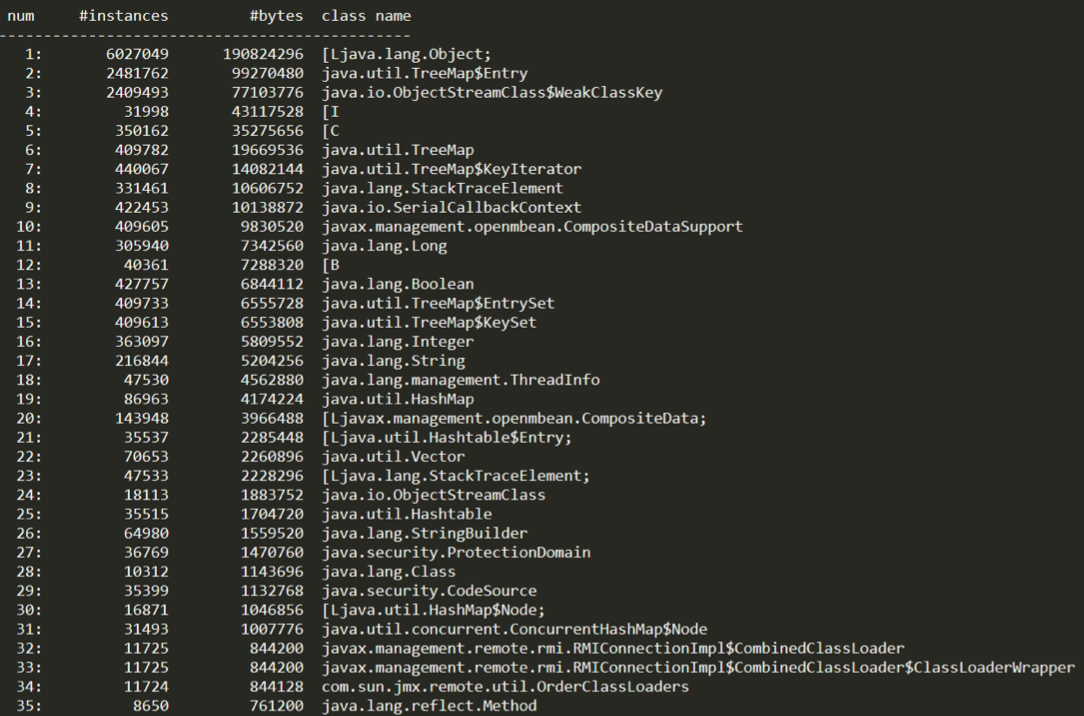 num #instances #bytes class name
----------------------------------------------
1: 6027049 190824296 [Ljava.lang.Object;
2: 2481762 99270480 java.util.TreeMap$Entry
3: 2409493 77103776 java.io.ObjectStreamClass$WeakClassKey
4: 31998 43117528 [I
5: 350162 35275656 [C
6: 409782 19669536 java.util.TreeMap
7: 440067 14082144 java.util.TreeMap$KeyIterator
8: 331461 10606752 java.lang.StackTraceElement
9: 422453 10138872 java.io.SerialCallbackContext
10: 409605 9830520 javax.management.openmbean.CompositeDataSupport
11: 305940 7342560 java.lang.Long
12: 40361 7288320 [B
13: 427757 6844112 java.lang.Boolean
14: 409733 6555728 java.util.TreeMap$EntrySet
15: 409613 6553808 java.util.TreeMap$KeySet
16: 363097 5809552 java.lang.Integer
17: 216844 5204256 java.lang.String
18: 47530 4562880 java.lang.management.ThreadInfo
19: 86963 4174224 java.util.HashMap
20: 143948 3966488 [Ljavax.management.openmbean.CompositeData;
21: 35537 2285448 [Ljava.util.Hashtable$Entry;
22: 70653 2260896 java.util.Vector
23: 47533 2228296 [Ljava.lang.StackTraceElement;
24: 18113 1883752 java.io.ObjectStreamClass
25: 35515 1704720 java.util.Hashtable
26: 64980 1559520 java.lang.StringBuilder
27: 36769 1470760 java.security.ProtectionDomain
28: 10312 1143696 java.lang.Class
29: 35399 1132768 java.security.CodeSource
30: 16871 1046856 [Ljava.util.HashMap$Node;
31: 31493 1007776 java.util.concurrent.ConcurrentHashMap$Node
32: 11725 844200 javax.management.remote.rmi.RMIConnectionImpl$CombinedClassLoader
33: 11725 844200 javax.management.remote.rmi.RMIConnectionImpl$CombinedClassLoader$ClassLoaderWrapper
34: 11724 844128 com.sun.jmx.remote.util.OrderClassLoaders
35: 8650 761200 java.lang.reflect.Method